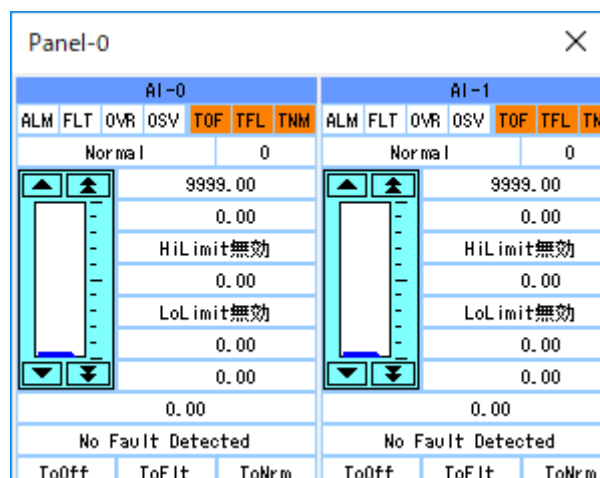 Panel-0
AI-0
ALM FLT OVR OSV TOF TFL TNM
Normal 0
9999.00
0.00
HiLimit無効
0.00
LoLimit無効
0.00
0.00
0.00
No Fault Detected
ToOff ToFlt ToNrm
AI-1
ALM FLT OVR OSV TOF TFL TN
Normal 0
9999.00
0.00
HiLimit無効
0.00
LoLimit無効
0.00
0.00
0.00
No Fault Detected
ToOff ToFlt ToNrm